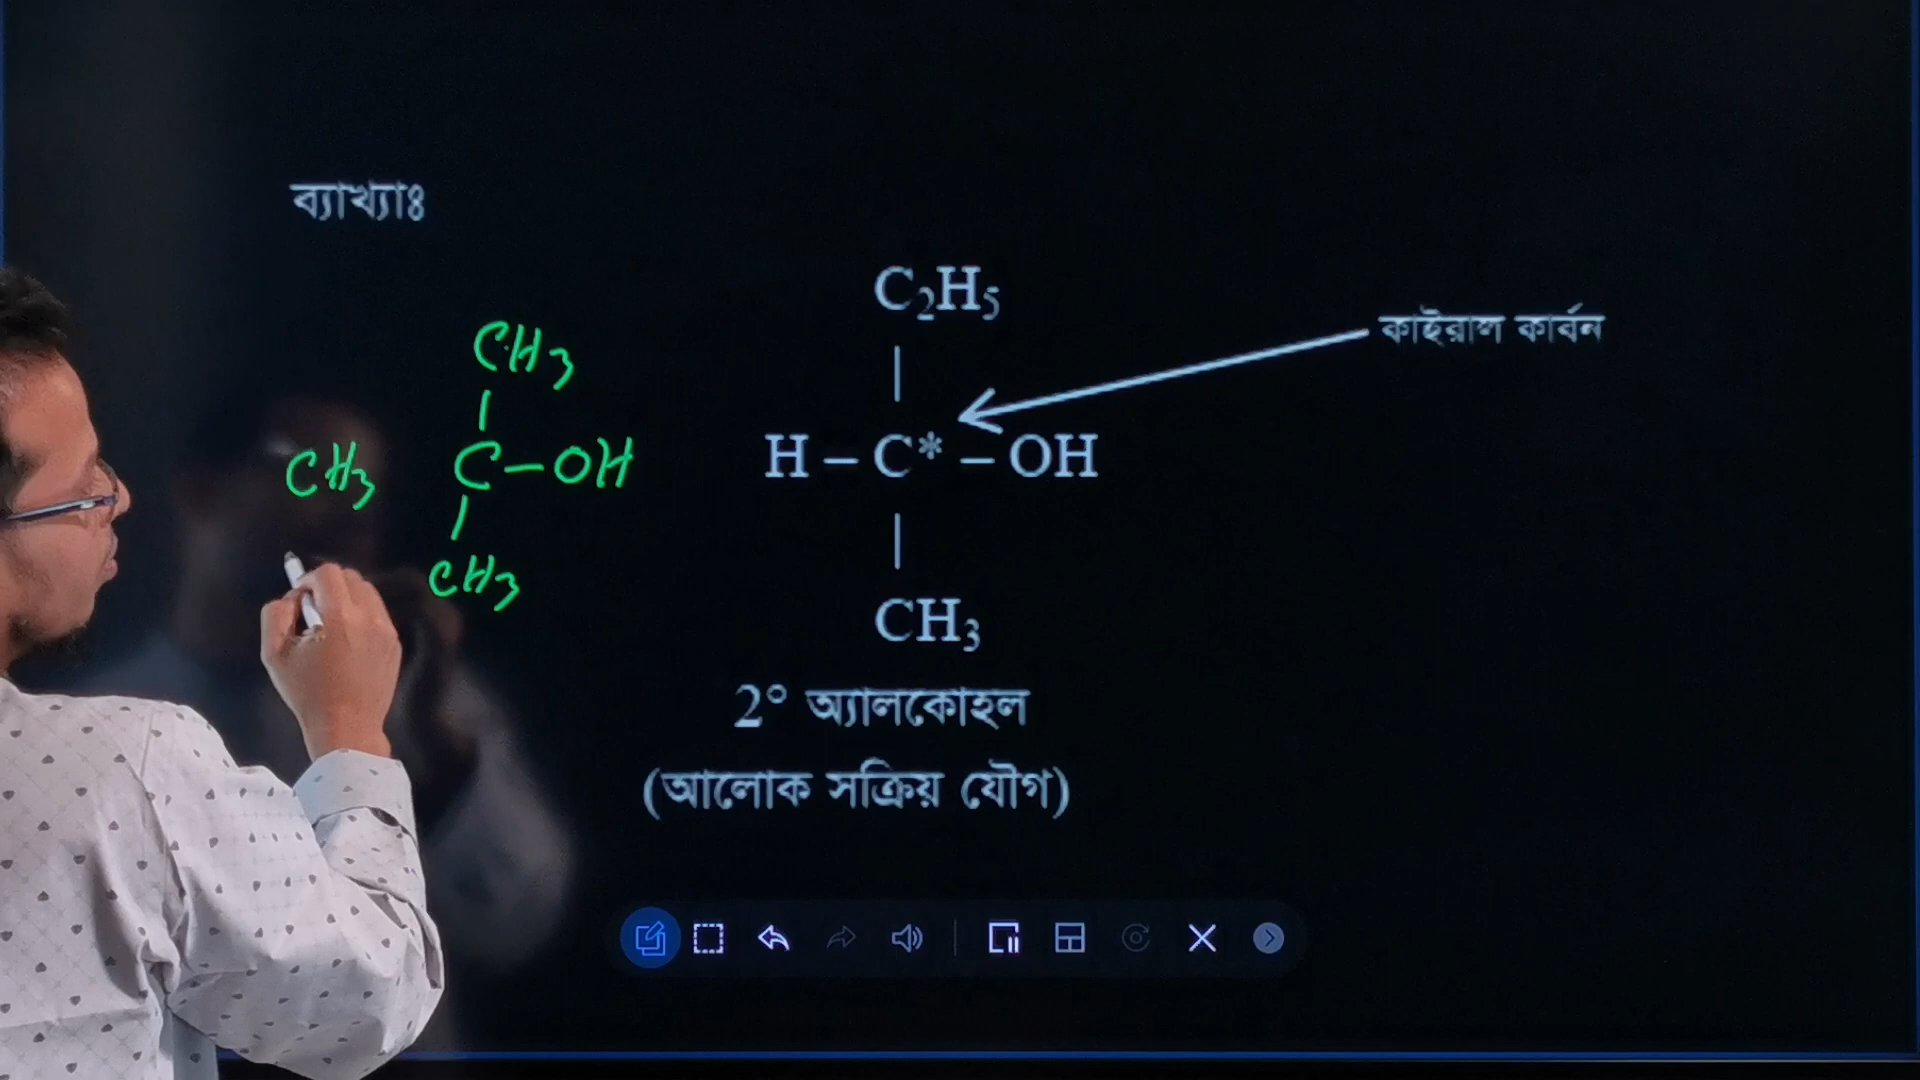 ব্যাখ্যাঃ
C₂H₅
কাইরাল কার্বন
CH3
|
|
H – C* – OH
CH3 C – OH
|
|
CH3
CH₃
2° অ্যালকোহল
(আলোক সক্রিয় যৌগ)